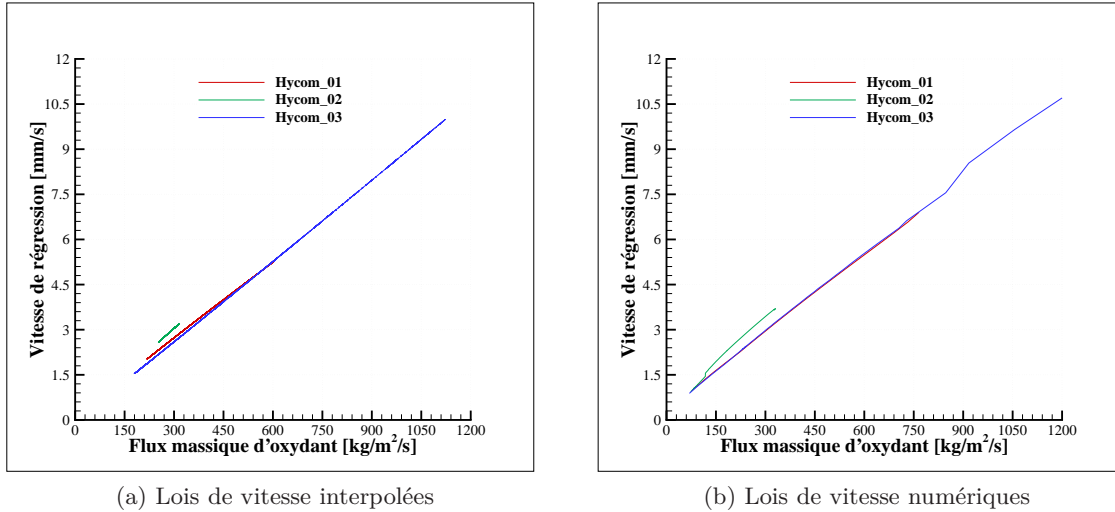 Vitesse de régression [mm/s]
12
10.5
9
7.5
6
4.5
3
1.5
0
Hycom_01
Hycom_02
Hycom_03
0 150 300 450 600 750 900 1050 1200
Flux massique d'oxydant [kg/m²/s]
(a) Lois de vitesse interpolées
Vitesse de régression [mm/s]
12
10.5
9
7.5
6
4.5
3
1.5
0
Hycom_01
Hycom_02
Hycom_03
0 150 300 450 600 750 900 1050 1200
Flux massique d'oxydant [kg/m²/s]
(b) Lois de vitesse numériques